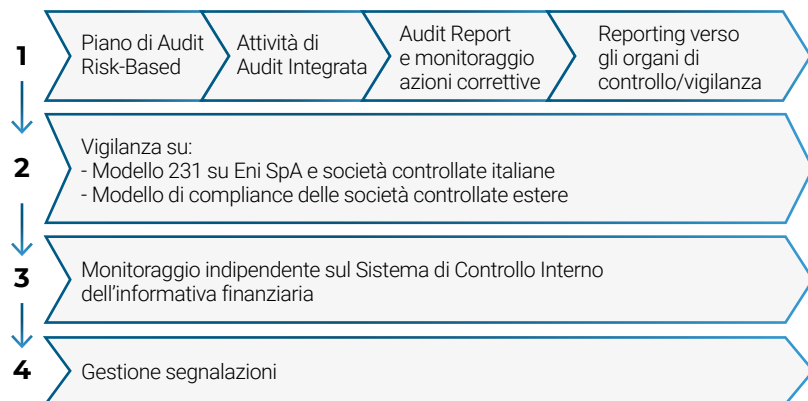 1
Piano di Audit
Risk-Based
Attività di
Audit Integrata
Audit Report
e monitoraggio
azioni correttive
Reporting verso
gli organi di
controllo/vigilanza
2
Vigilanza su:
- Modello 231 su Eni SpA e società controllate italiane
- Modello di compliance delle società controllate estere
3
Monitoraggio indipendente sul Sistema di Controllo Interno
dell'informativa finanziaria
4
Gestione segnalazioni